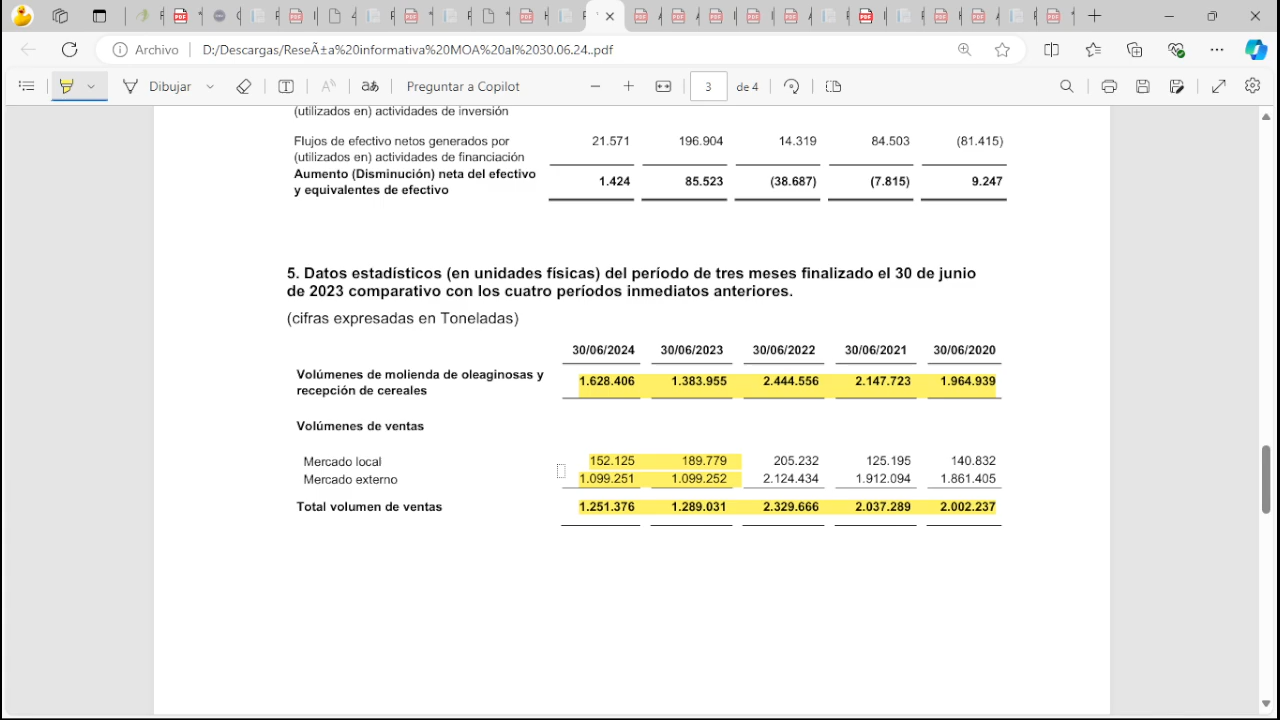 Archivo
D:/Descargas/ReseÃ±a%20informativa%20MOA%20al%2030.06.24..pdf
Dibujar
Preguntar a Copilot
3
de 4
(utilizados en) actividades de inversión
Flujos de efectivo netos generados por 21.571 196.904 14.319 84.503 (81.415)
(utilizados en) actividades de financiación
Aumento (Disminución) neta del efectivo
y equivalentes de efectivo 1.424 85.523 (38.687) (7.815) 9.247
5. Datos estadísticos (en unidades físicas) del período de tres meses finalizado el 30 de junio
de 2023 comparativo con los cuatro períodos inmediatos anteriores.
(cifras expresadas en Toneladas)
30/06/2024 30/06/2023 30/06/2022 30/06/2021 30/06/2020
Volúmenes de molienda de oleaginosas y 1.628.406 1.383.955 2.444.556 2.147.723 1.964.939
recepción de cereales
Volúmenes de ventas
Mercado local 152.125 189.779 205.232 125.195 140.832
Mercado externo 1.099.251 1.099.252 2.124.434 1.912.094 1.861.405
Total volumen de ventas 1.251.376 1.289.031 2.329.666 2.037.289 2.002.237